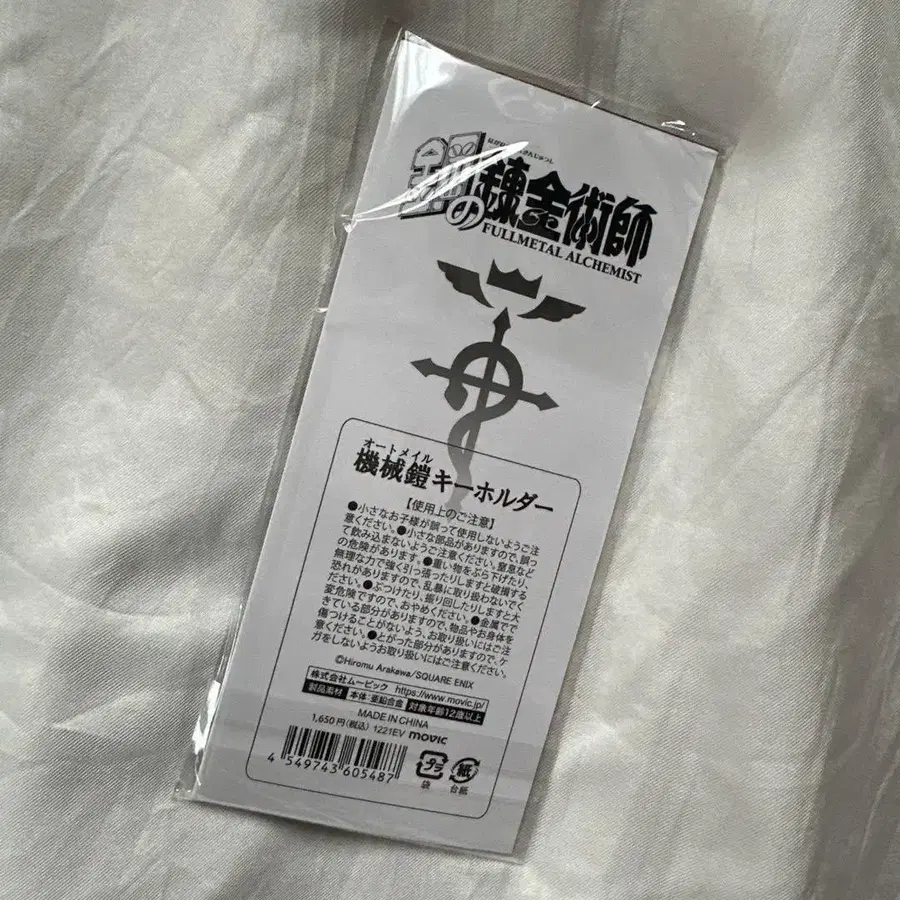 鋼の錬金術師
FULLMETAL ALCHEMIST
オートメイル
機械鎧キーホルダー
【使用上のご注意】
●小さなお子様が誤って使用しないようご注
意ください。●小さな部品がありますので、誤っ
て飲み込まないようご注意ください。窒息など
の危険があります。●重い物をぶら下げたり、
無理な力で強く引っ張ったりしますと破損する
恐れがありますので、乱暴に取り扱わないでく
ださい。●ぶつけたり、振り回したりしますと大
変危険ですので、おやめください。●金属ででき
ている部分がありますので、物品やお身体を
傷つけることがないよう、お取り扱いにはご注
意ください。●とがった部分がありますので、ケ
ガをしないようお取り扱いにはご注意ください。
©Hiromu Arakawa/SQUARE ENIX
株式会社ムービック https://www.movic.jp/
製品素材 本体：亜鉛合金 対象年齢12歳以上
MADE IN CHINA
1,650円(税込) 1221EV movic
4 549743 605487
プラ 紙
袋 台紙